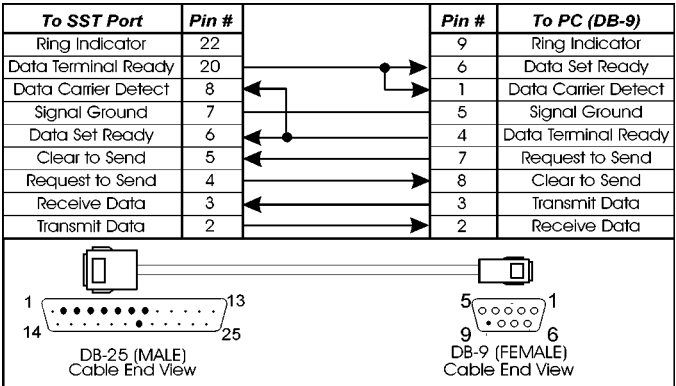 To SST Port Pin # Pin # To PC (DB-9)
Ring Indicator 22 9 Ring Indicator
Data Terminal Ready 20 6 Data Set Ready
Data Carrier Detect 8 1 Data Carrier Detect
Signal Ground 7 5 Signal Ground
Data Set Ready 6 4 Data Terminal Ready
Clear to Send 5 7 Request to Send
Request to Send 4 8 Clear to Send
Receive Data 3 3 Transmit Data
Transmit Data 2 2 Receive Data
1 13 5 1
14 25 9 6
DB-25 (MALE) DB-9 (FEMALE)
Cable End View Cable End View